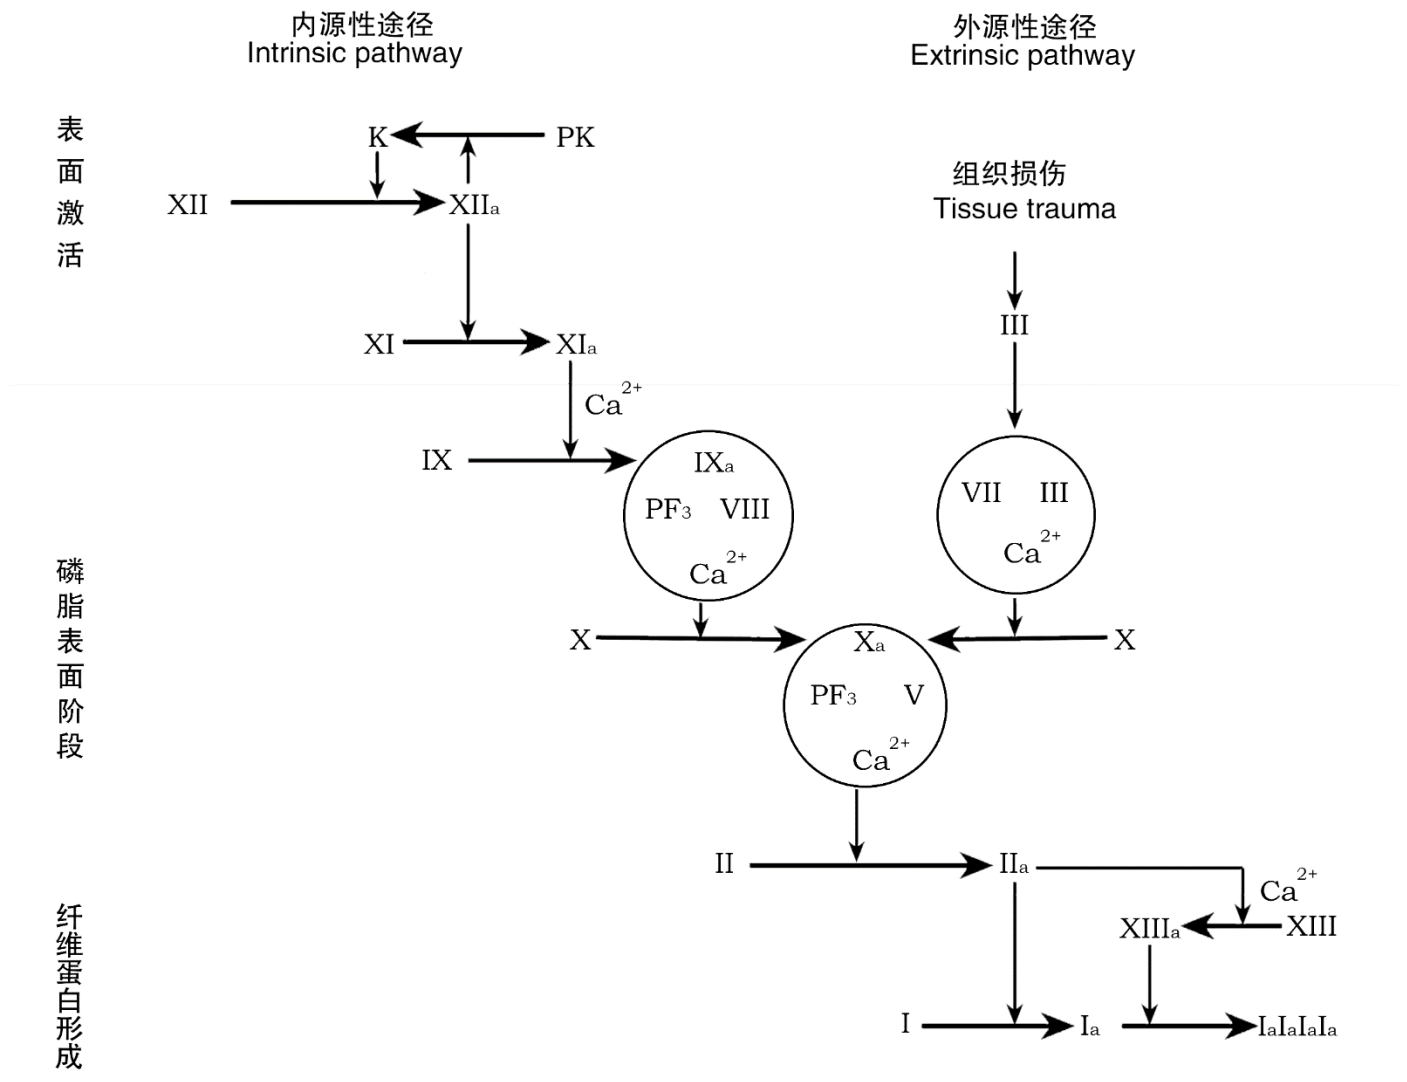 内源性途径
Intrinsic pathway
外源性途径
Extrinsic pathway
表面激活
K
PK
XII
XIIa
组织损伤
Tissue trauma
III
XI
XIa
Ca2+
IX
IXa
PF3 VIII
Ca2+
VII III
Ca2+
磷脂表面阶段
X
Xa
X
PF3 V
Ca2+
II
IIa
Ca2+
XIIIa
XIII
纤维蛋白形成
I
Ia
IaIaIaIa